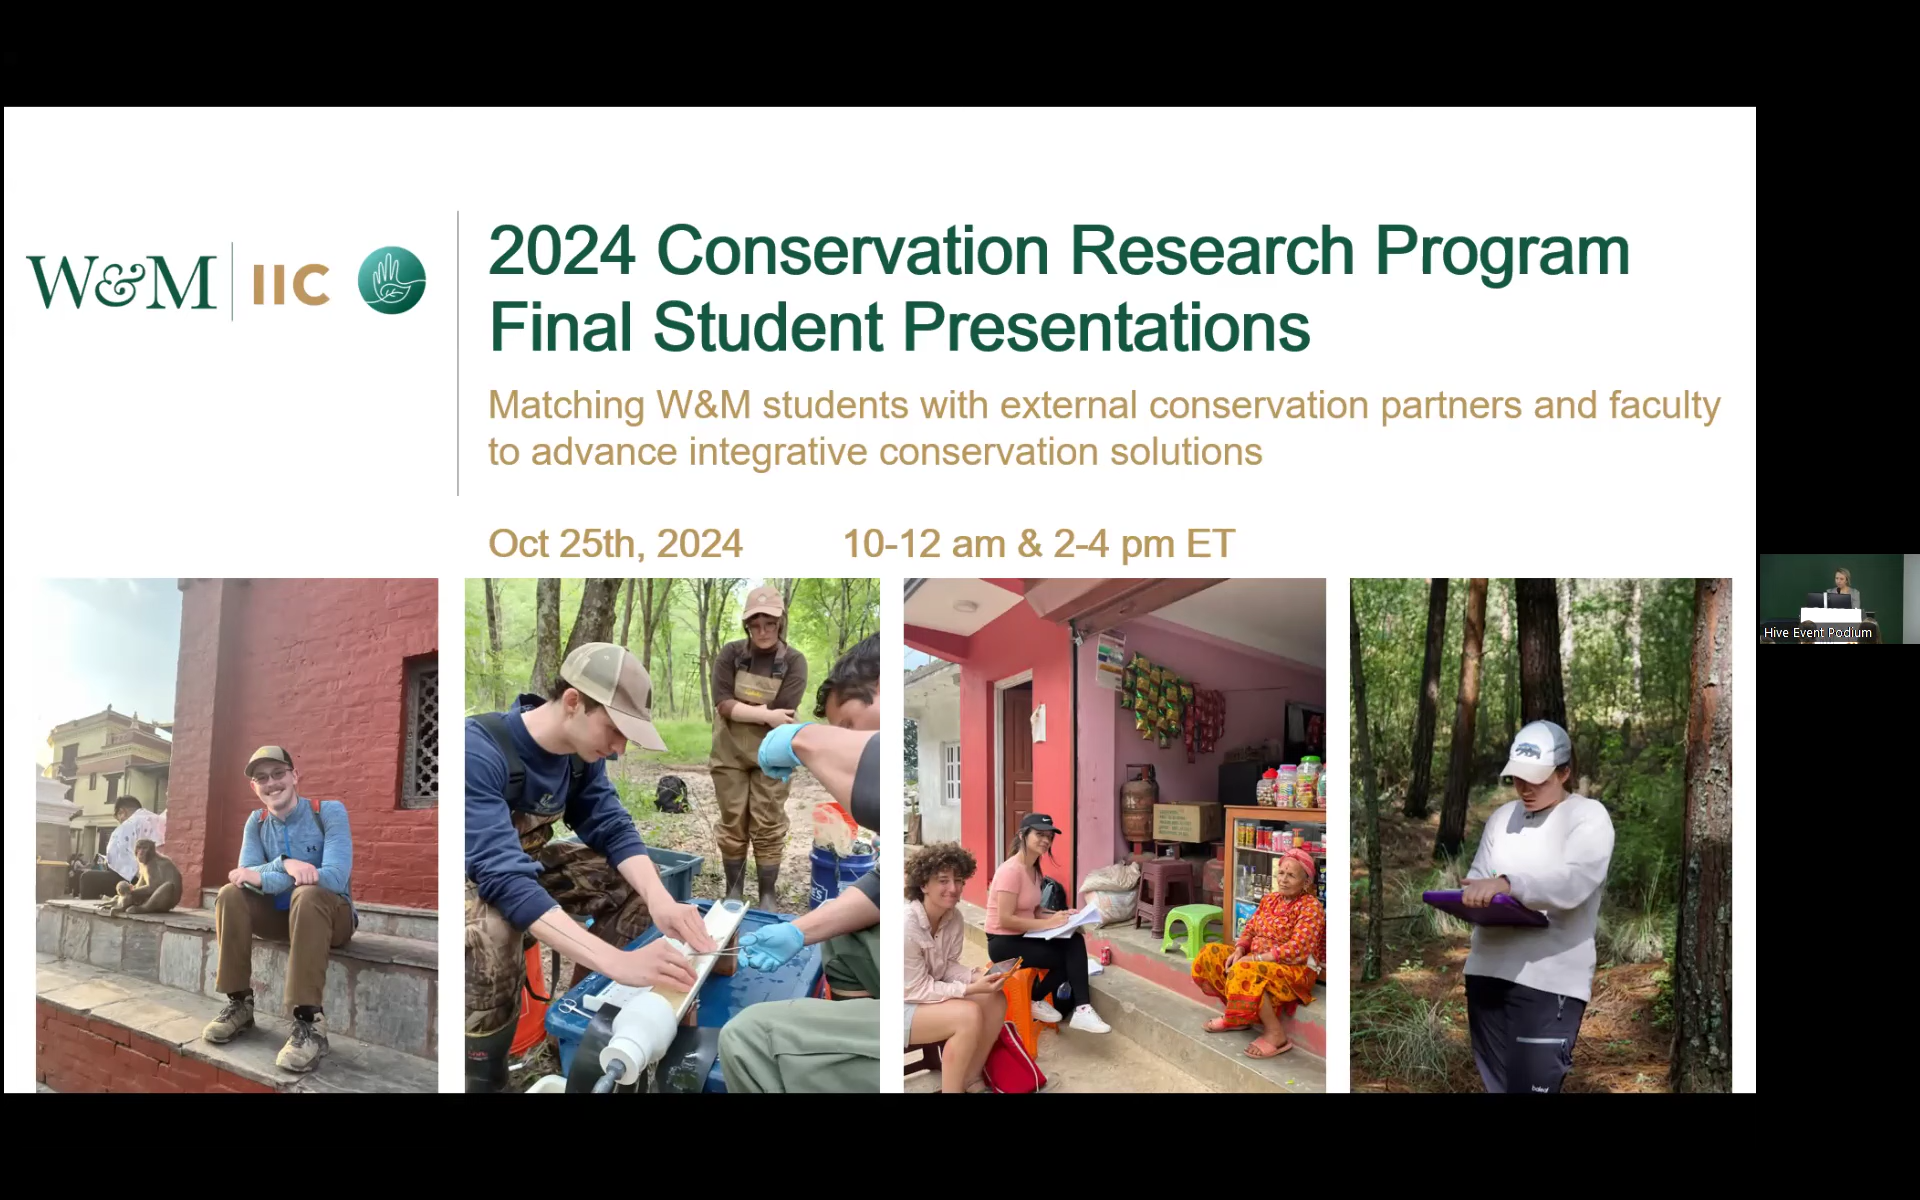 W&M IIC
2024 Conservation Research Program
Final Student Presentations
Matching W&M students with external conservation partners and faculty
to advance integrative conservation solutions
Oct 25th, 2024 10-12 am & 2-4 pm ET
Hive Event Podium